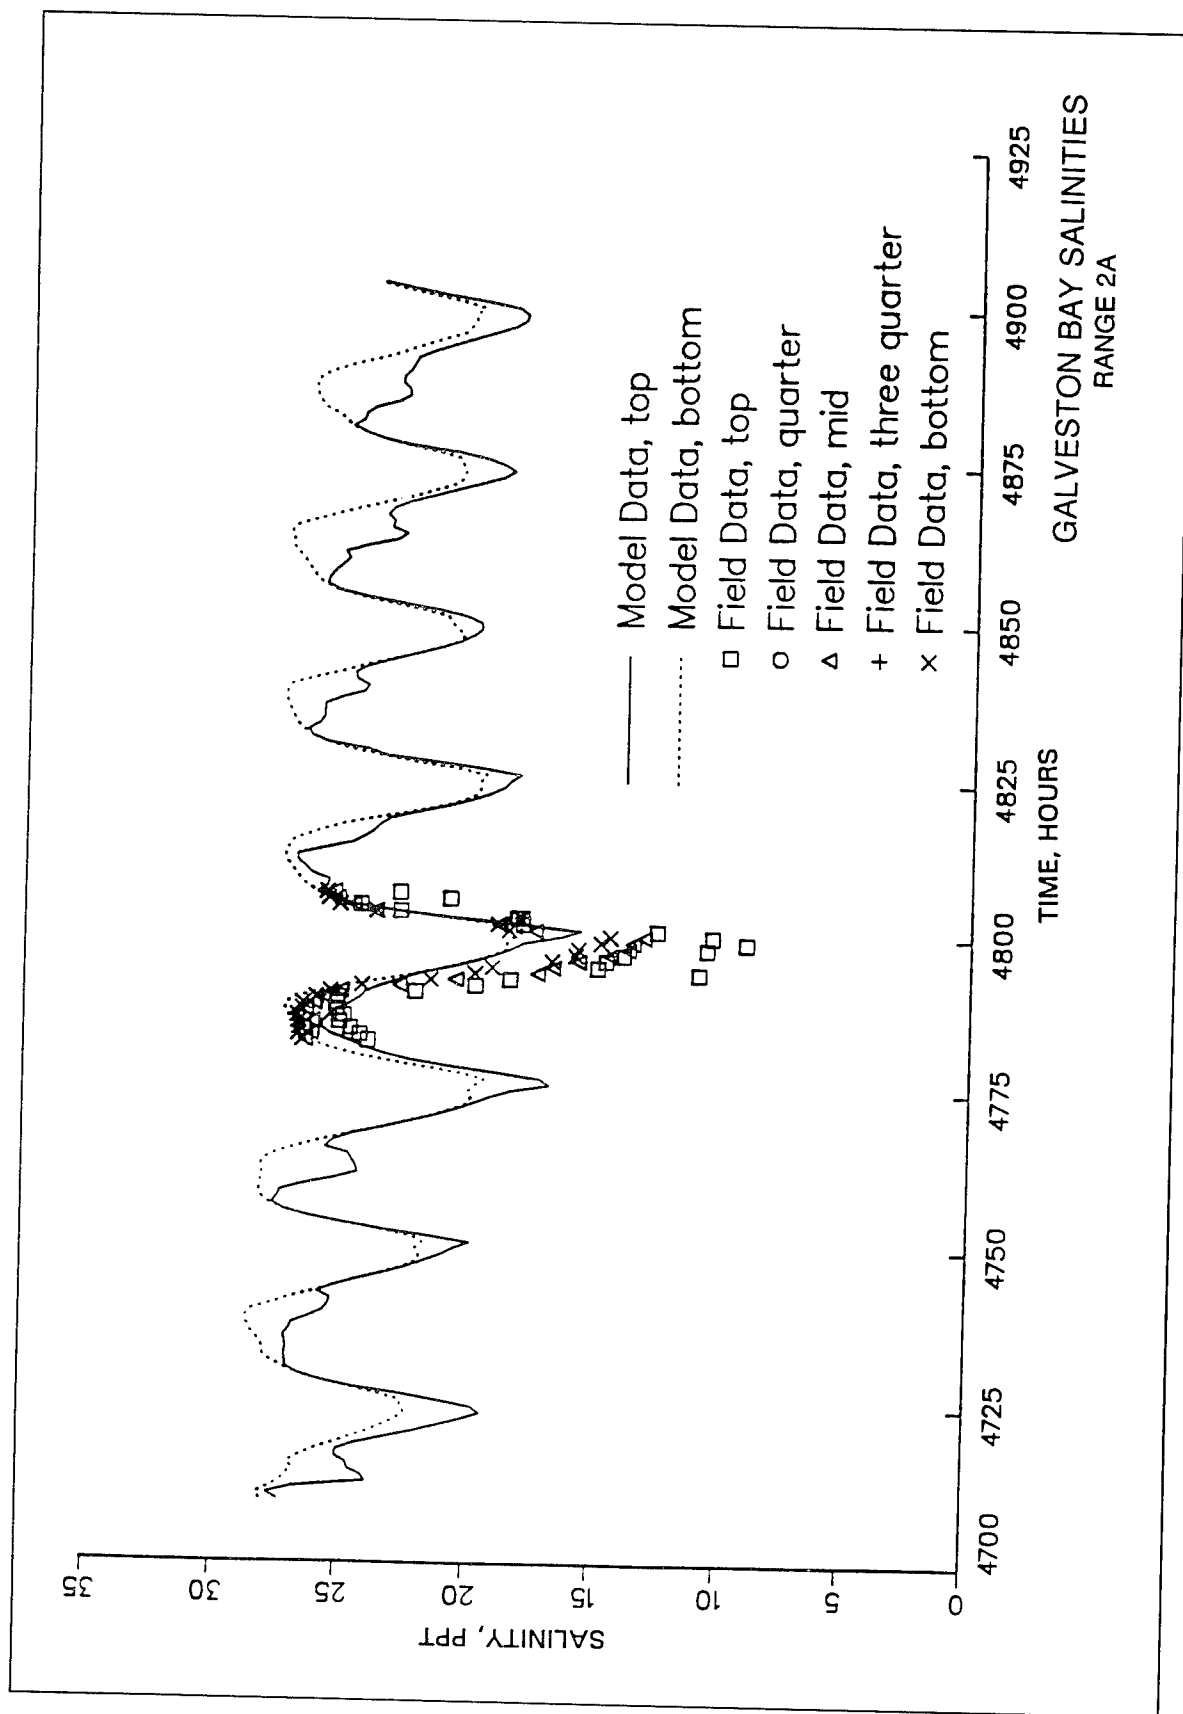 SALINITY, PPT
35
30
25
20
15
10
5
0
4700
4725
4750
4775
4800
4825
4850
4875
4900
4925
TIME, HOURS
Model Data, top
Model Data, bottom
Field Data, top
Field Data, quarter
Field Data, mid
Field Data, three quarter
Field Data, bottom
GALVESTON BAY SALINITIES
RANGE 2A